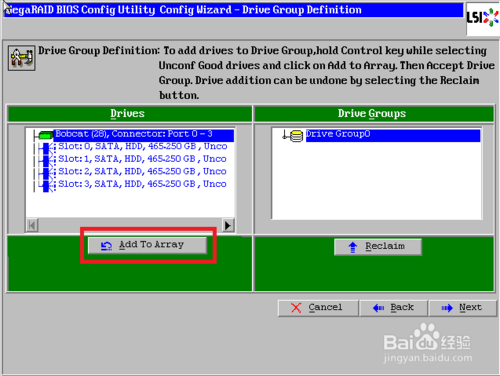 MegaRAID BIOS Config Utility Config Wizard - Drive Group Definition
LSI
Drive Group Definition: To add drives to Drive Group,hold Control key while selecting
Unconf Good drives and click on Add to Array. Then Accept Drive
Group. Drive addition can be undone by selecting the Reclaim
button.
Drives
Drive Groups
Bobcat (28), Connector: Port 0 - 3
Slot: 0, SATA, HDD, 465.250 GB, Unco
Slot: 1, SATA, HDD, 465.250 GB, Unco
Slot: 2, SATA, HDD, 465.250 GB, Unco
Slot: 3, SATA, HDD, 465.250 GB, Unco
Drive Group0
Add To Array
Reclaim
Cancel
Back
Next
Baidu 经验
jingyan.baidu.com